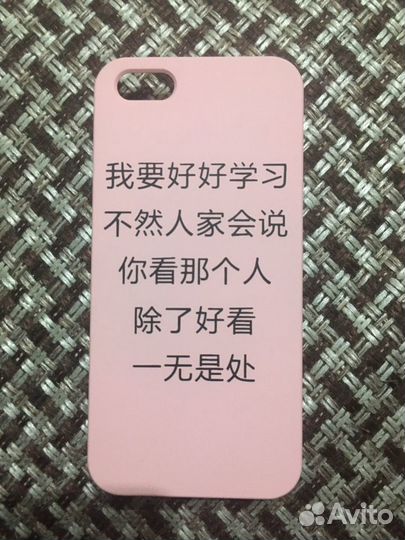 我要好好学习
不然人家会说
你看那个人
除了好看
一无是处
Avito